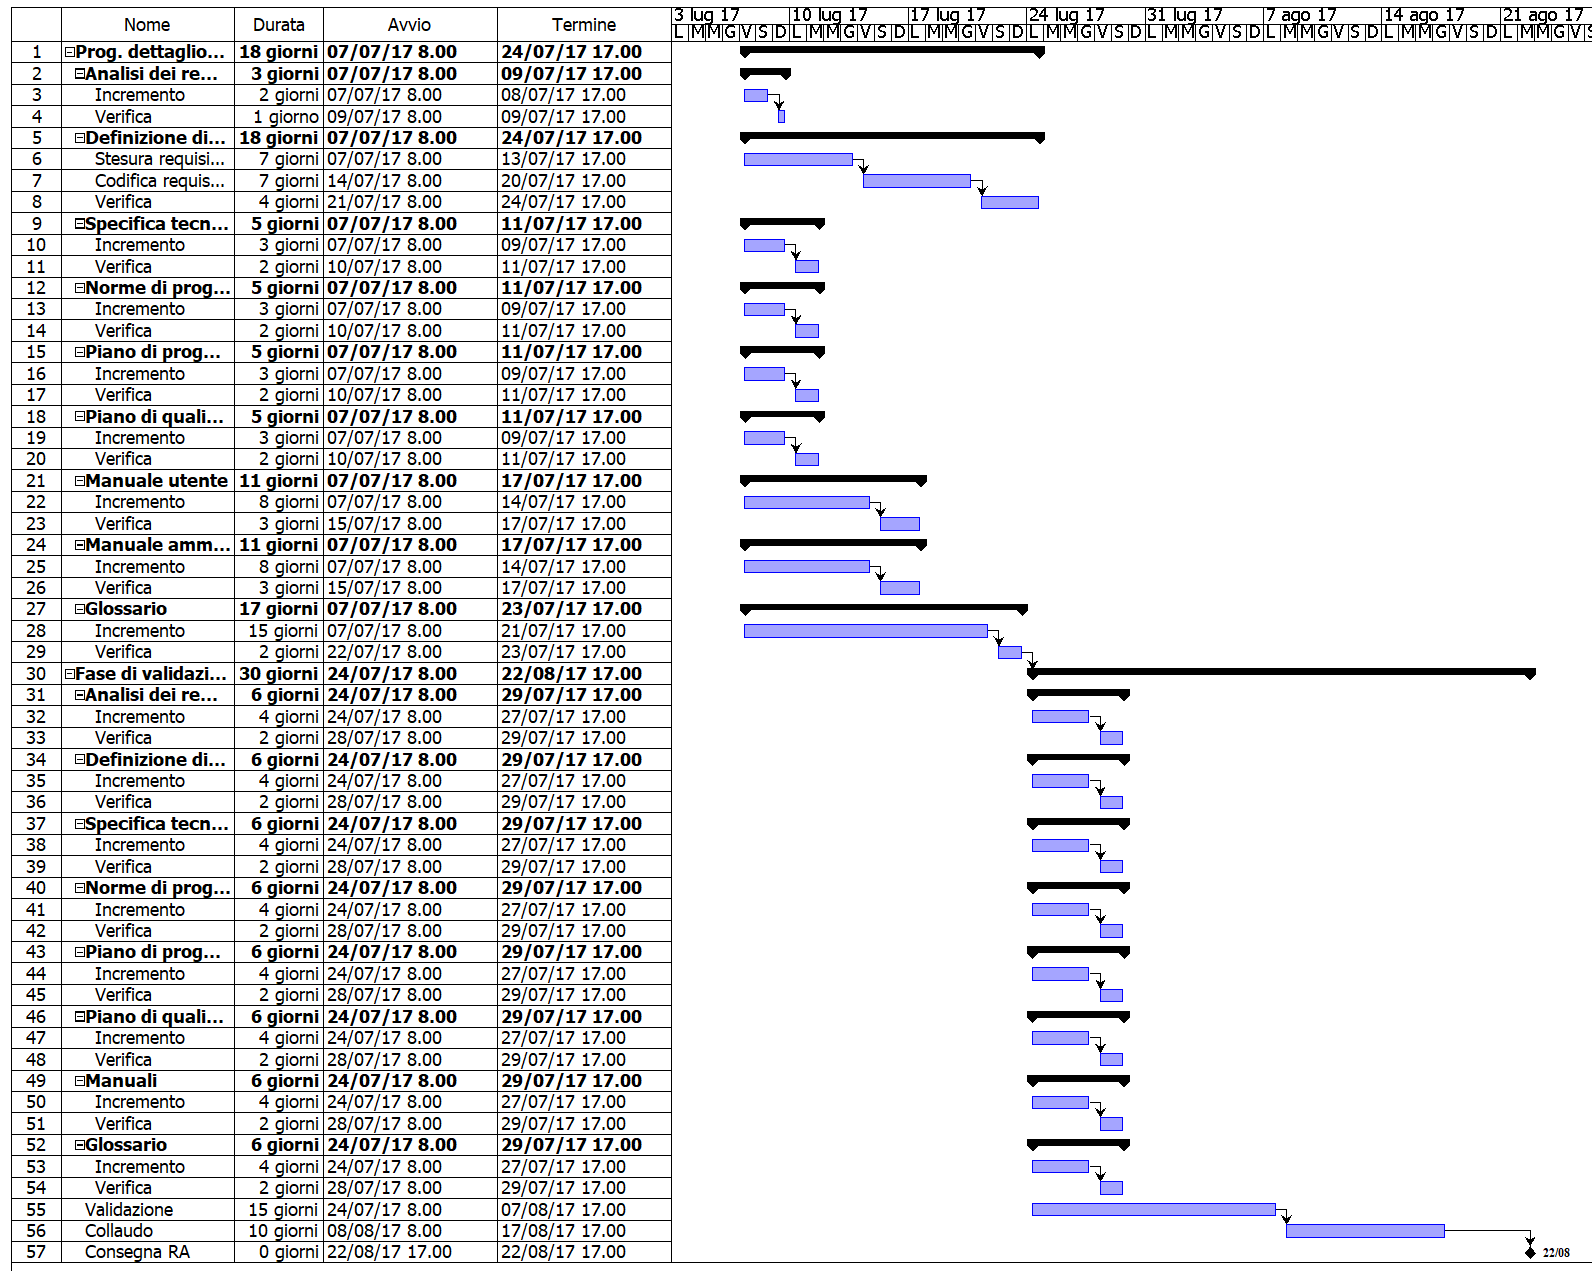 Nome Durata Avvio Termine 3 lug 17 10 lug 17 17 lug 17 24 lug 17 31 lug 17 7 ago 17 14 ago 17 21 ago 17
L M M G V S D L M M G V S D L M M G V S D L M M G V S D L M M G V S D L M M G V S D L M M G V S D L M M G V S
1 Prog. dettaglio... 18 giorni 07/07/17 8.00 24/07/17 17.00
2 Analisi dei re... 3 giorni 07/07/17 8.00 09/07/17 17.00
3 Incremento 2 giorni 07/07/17 8.00 08/07/17 17.00
4 Verifica 1 giorno 09/07/17 8.00 09/07/17 17.00
5 Definizione di... 18 giorni 07/07/17 8.00 24/07/17 17.00
6 Stesura requisi... 7 giorni 07/07/17 8.00 13/07/17 17.00
7 Codifica requis... 7 giorni 14/07/17 8.00 20/07/17 17.00
8 Verifica 4 giorni 21/07/17 8.00 24/07/17 17.00
9 Specifica tecn... 5 giorni 07/07/17 8.00 11/07/17 17.00
10 Incremento 3 giorni 07/07/17 8.00 09/07/17 17.00
11 Verifica 2 giorni 10/07/17 8.00 11/07/17 17.00
12 Norme di prog... 5 giorni 07/07/17 8.00 11/07/17 17.00
13 Incremento 3 giorni 07/07/17 8.00 09/07/17 17.00
14 Verifica 2 giorni 10/07/17 8.00 11/07/17 17.00
15 Piano di prog... 5 giorni 07/07/17 8.00 11/07/17 17.00
16 Incremento 3 giorni 07/07/17 8.00 09/07/17 17.00
17 Verifica 2 giorni 10/07/17 8.00 11/07/17 17.00
18 Piano di quali... 5 giorni 07/07/17 8.00 11/07/17 17.00
19 Incremento 3 giorni 07/07/17 8.00 09/07/17 17.00
20 Verifica 2 giorni 10/07/17 8.00 11/07/17 17.00
21 Manuale utente 11 giorni 07/07/17 8.00 17/07/17 17.00
22 Incremento 8 giorni 07/07/17 8.00 14/07/17 17.00
23 Verifica 3 giorni 15/07/17 8.00 17/07/17 17.00
24 Manuale amm... 11 giorni 07/07/17 8.00 17/07/17 17.00
25 Incremento 8 giorni 07/07/17 8.00 14/07/17 17.00
26 Verifica 3 giorni 15/07/17 8.00 17/07/17 17.00
27 Glossario 17 giorni 07/07/17 8.00 23/07/17 17.00
28 Incremento 15 giorni 07/07/17 8.00 21/07/17 17.00
29 Verifica 2 giorni 22/07/17 8.00 23/07/17 17.00
30 Fase di validazi... 30 giorni 24/07/17 8.00 22/08/17 17.00
31 Analisi dei re... 6 giorni 24/07/17 8.00 29/07/17 17.00
32 Incremento 4 giorni 24/07/17 8.00 27/07/17 17.00
33 Verifica 2 giorni 28/07/17 8.00 29/07/17 17.00
34 Definizione di... 6 giorni 24/07/17 8.00 29/07/17 17.00
35 Incremento 4 giorni 24/07/17 8.00 27/07/17 17.00
36 Verifica 2 giorni 28/07/17 8.00 29/07/17 17.00
37 Specifica tecn... 6 giorni 24/07/17 8.00 29/07/17 17.00
38 Incremento 4 giorni 24/07/17 8.00 27/07/17 17.00
39 Verifica 2 giorni 28/07/17 8.00 29/07/17 17.00
40 Norme di prog... 6 giorni 24/07/17 8.00 29/07/17 17.00
41 Incremento 4 giorni 24/07/17 8.00 27/07/17 17.00
42 Verifica 2 giorni 28/07/17 8.00 29/07/17 17.00
43 Piano di prog... 6 giorni 24/07/17 8.00 29/07/17 17.00
44 Incremento 4 giorni 24/07/17 8.00 27/07/17 17.00
45 Verifica 2 giorni 28/07/17 8.00 29/07/17 17.00
46 Piano di quali... 6 giorni 24/07/17 8.00 29/07/17 17.00
47 Incremento 4 giorni 24/07/17 8.00 27/07/17 17.00
48 Verifica 2 giorni 28/07/17 8.00 29/07/17 17.00
49 Manuali 6 giorni 24/07/17 8.00 29/07/17 17.00
50 Incremento 4 giorni 24/07/17 8.00 27/07/17 17.00
51 Verifica 2 giorni 28/07/17 8.00 29/07/17 17.00
52 Glossario 6 giorni 24/07/17 8.00 29/07/17 17.00
53 Incremento 4 giorni 24/07/17 8.00 27/07/17 17.00
54 Verifica 2 giorni 28/07/17 8.00 29/07/17 17.00
55 Validazione 15 giorni 24/07/17 8.00 07/08/17 17.00
56 Collaudo 10 giorni 08/08/17 8.00 17/08/17 17.00
57 Consegna RA 0 giorni 22/08/17 17.00 22/08/17 17.00 22/08